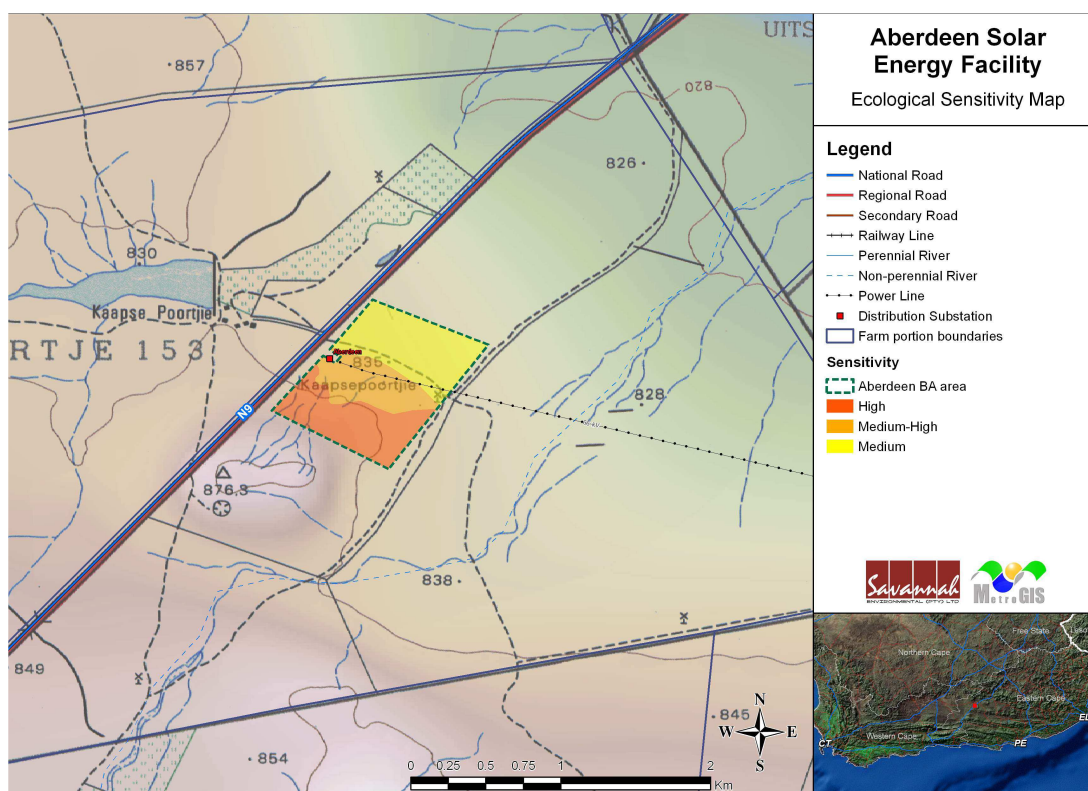 Aberdeen Solar
Energy Facility
Ecological Sensitivity Map
Legend
National Road
Regional Road
Secondary Road
Railway Line
Perennial River
Non-perennial River
Power Line
Distribution Substation
Farm portion boundaries
Sensitivity
Aberdeen BA area
High
Medium-High
Medium
Savannah
ENVIRONMENTAL (PTY) LTD
MetroGIS
UITS
857
820
826
830
Kaapse Poortjie
RTJE 153
Aberdeen
835
Kaapsepoortjie
828
N9
876,3
838
849
845
854
N
W E
S
0 0.25 0.5 1 2
Km
Free State
Northern Cape
Eastern Cape
Western Cape
CT
PE